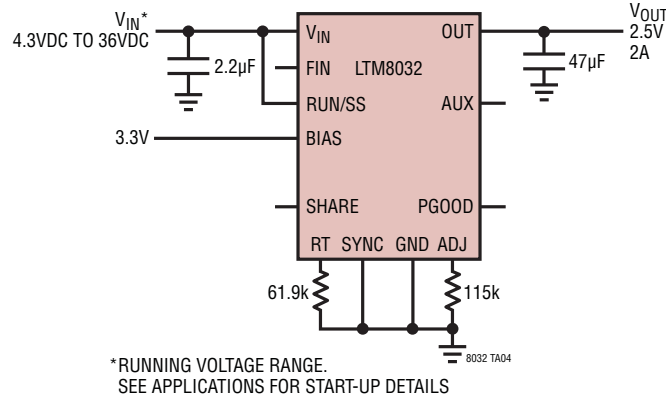 VIN*
4.3VDC TO 36VDC
2.2µF
VIN
FIN
RUN/SS
BIAS
SHARE
LTM8032
OUT
AUX
PGOOD
RT SYNC GND ADJ
VOUT
2.5V
2A
47µF
3.3V
61.9k
115k
8032 TA04
*RUNNING VOLTAGE RANGE.
SEE APPLICATIONS FOR START-UP DETAILS